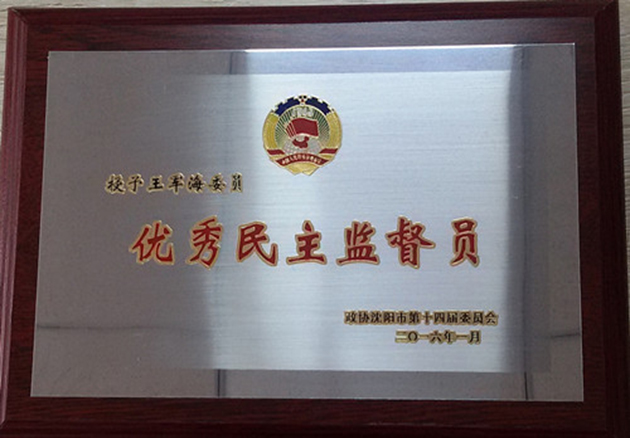 授予王军海委员
优秀民主监督员
政协沈阳市第十四届委员会
二〇一六年一月